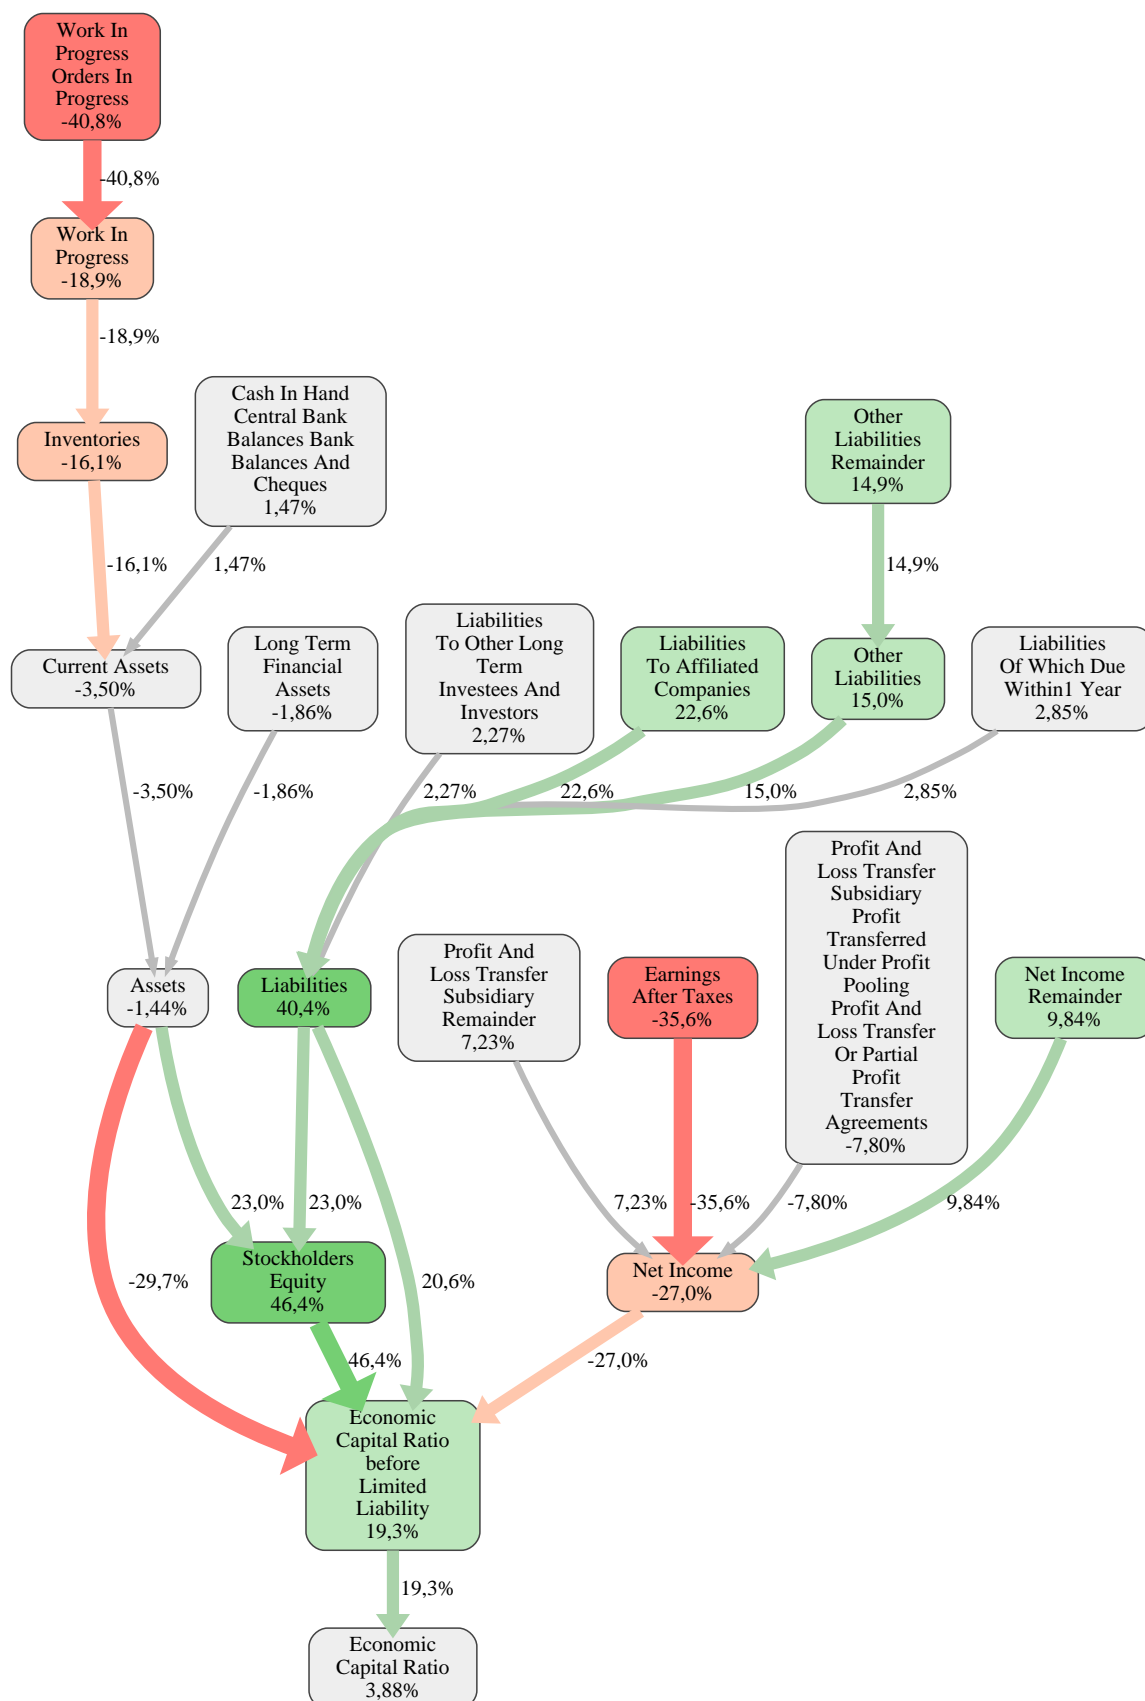 Work In
Progress
Orders In
Progress
-40,8%
-40,8%
Work In
Progress
-18,9%
-18,9%
Cash In Hand
Central Bank
Balances Bank
Balances And
Cheques
1,47%
Other
Liabilities
Remainder
14,9%
Inventories
-16,1%
-16,1%
1,47%
14,9%
Current Assets
-3,50%
Long Term
Financial
Assets
-1,86%
Liabilities
To Other Long
Term
Investees And
Investors
2,27%
Liabilities
To Affiliated
Companies
22,6%
Other
Liabilities
15,0%
Liabilities
Of Which Due
Within1 Year
2,85%
-3,50%
-1,86%
2,27%
22,6%
15,0%
2,85%
Assets
-1,44%
Liabilities
40,4%
Profit And
Loss Transfer
Subsidiary
Remainder
7,23%
Earnings
After Taxes
-35,6%
Profit And
Loss Transfer
Subsidiary
Profit
Transferred
Under Profit
Pooling
Profit And
Loss Transfer
Or Partial
Profit
Transfer
Agreements
-7,80%
Net Income
Remainder
9,84%
23,0%
23,0%
7,23%
-35,6%
-7,80%
9,84%
Stockholders
Equity
46,4%
-29,7%
20,6%
Net Income
-27,0%
46,4%
-27,0%
Economic
Capital Ratio
before
Limited
Liability
19,3%
19,3%
Economic
Capital Ratio
3,88%